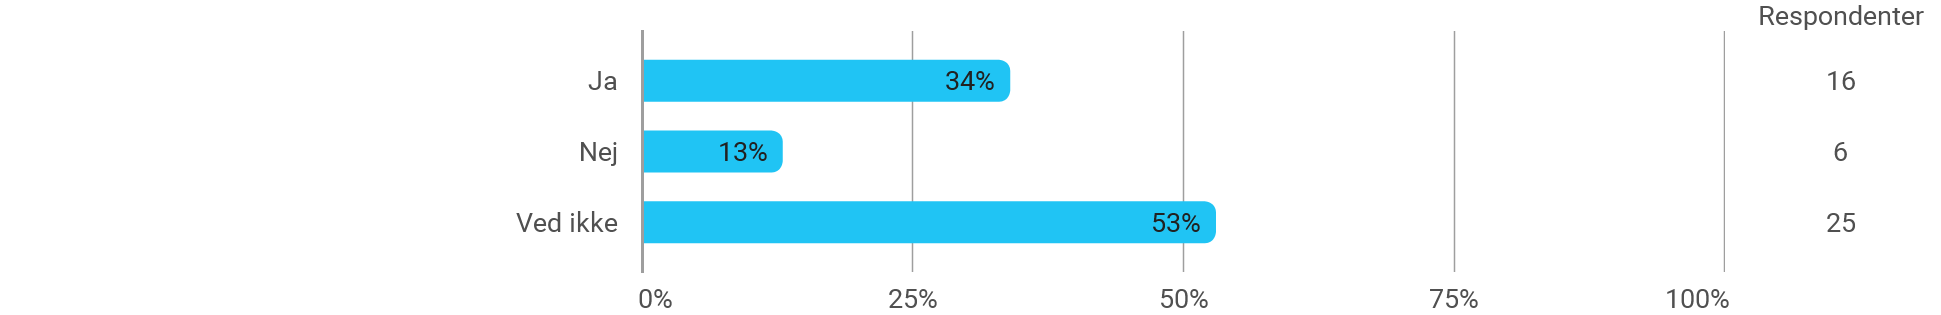 Respondenter
Ja 34% 16
Nej 13% 6
Ved ikke 53% 25
0% 25% 50% 75% 100%